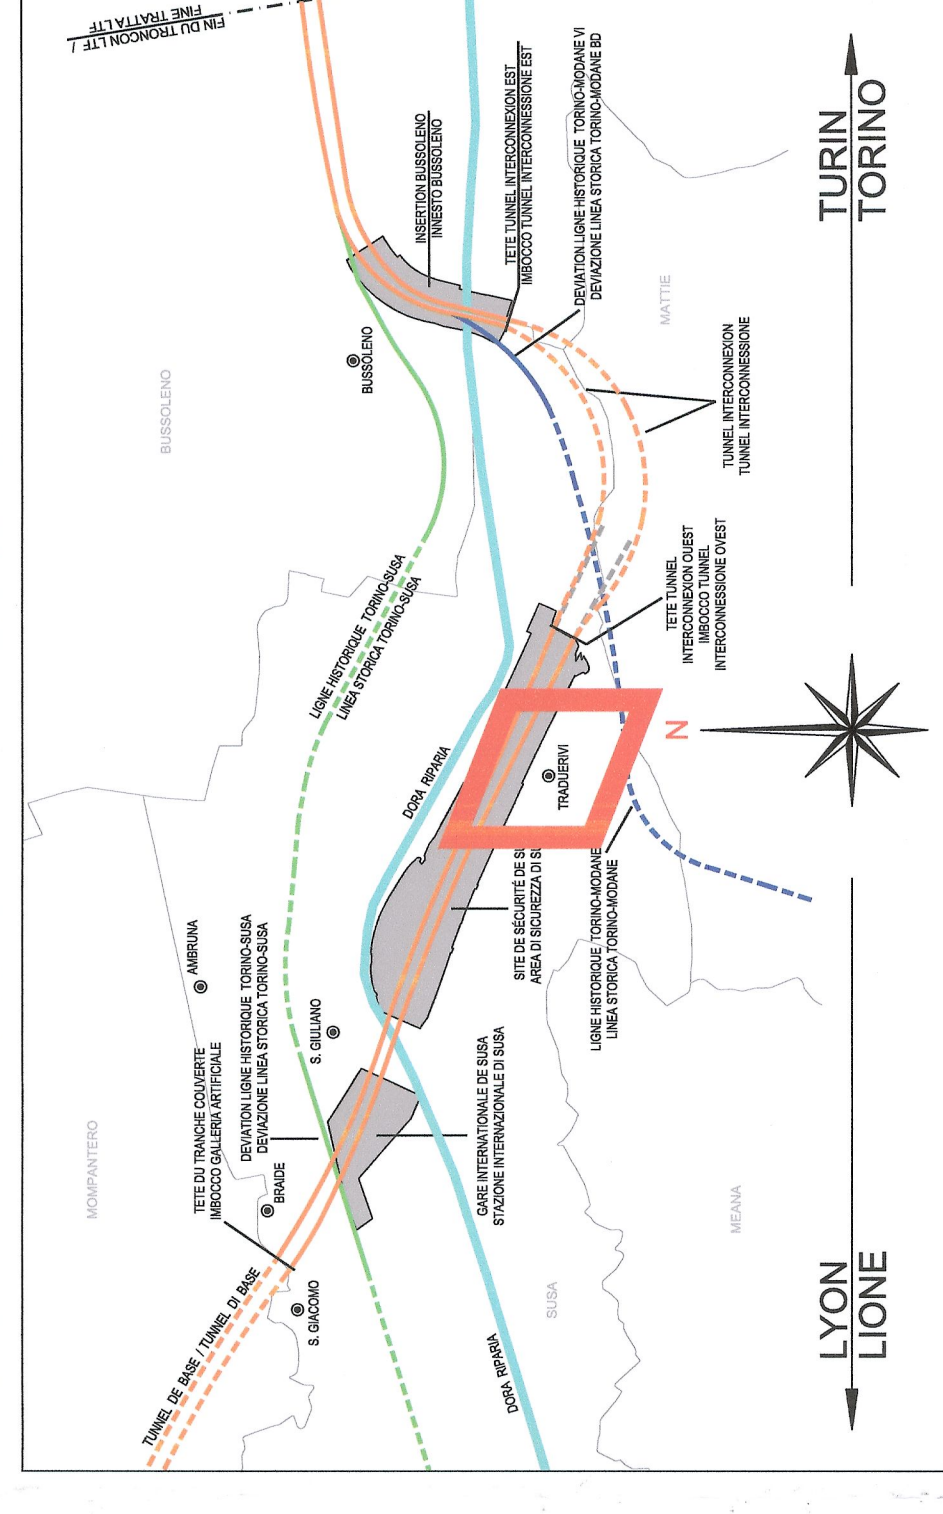 FIN DU TRONCON LTF /
FINE TRATTA LTF
INSERTION BUSSOLENO
INNESTO BUSSOLENO
TETE TUNNEL INTERCONNEXION EST
IMBOCCO TUNNEL INTERCONNESSIONE EST
DEVIATION LIGNE HISTORIQUE TORINO-MODANE VI
DEVIAZIONE LINEA STORICA TORINO-MODANE BD
TURIN
TORINO
BUSSOLENO
BUSSOLENO
MATTIE
TUNNEL INTERCONNEXION
TUNNEL INTERCONNESSIONE
LIGNE HISTORIQUE TORINO-SUSA
LINEA STORICA TORINO-SUSA
TETE TUNNEL
INTERCONNEXION OUEST
IMBOCCO TUNNEL
INTERCONNESSIONE OVEST
DORA RIPARIA
TRADUERIVI
N
SITE DE SÉCURITÉ DE SU
AREA DI SICUREZZA DI SU
LIGNE HISTORIQUE TORINO-MODANE
LINEA STORICA TORINO-MODANE
AMBRUNA
DEVIATION LIGNE HISTORIQUE TORINO-SUSA
DEVIAZIONE LINEA STORICA TORINO-SUSA
S. GIULIANO
TETE DU TRANCHE COUVERTE
IMBOCCO GALLERIA ARTIFICIALE
MOMPANTERO
BRAIDE
GARE INTERNATIONALE DE SUSA
STAZIONE INTERNAZIONALE DI SUSA
MEANA
SUSA
S. GIACOMO
TUNNEL DE BASE / TUNNEL DI BASE
DORA RIPARIA
LYON
LIONE